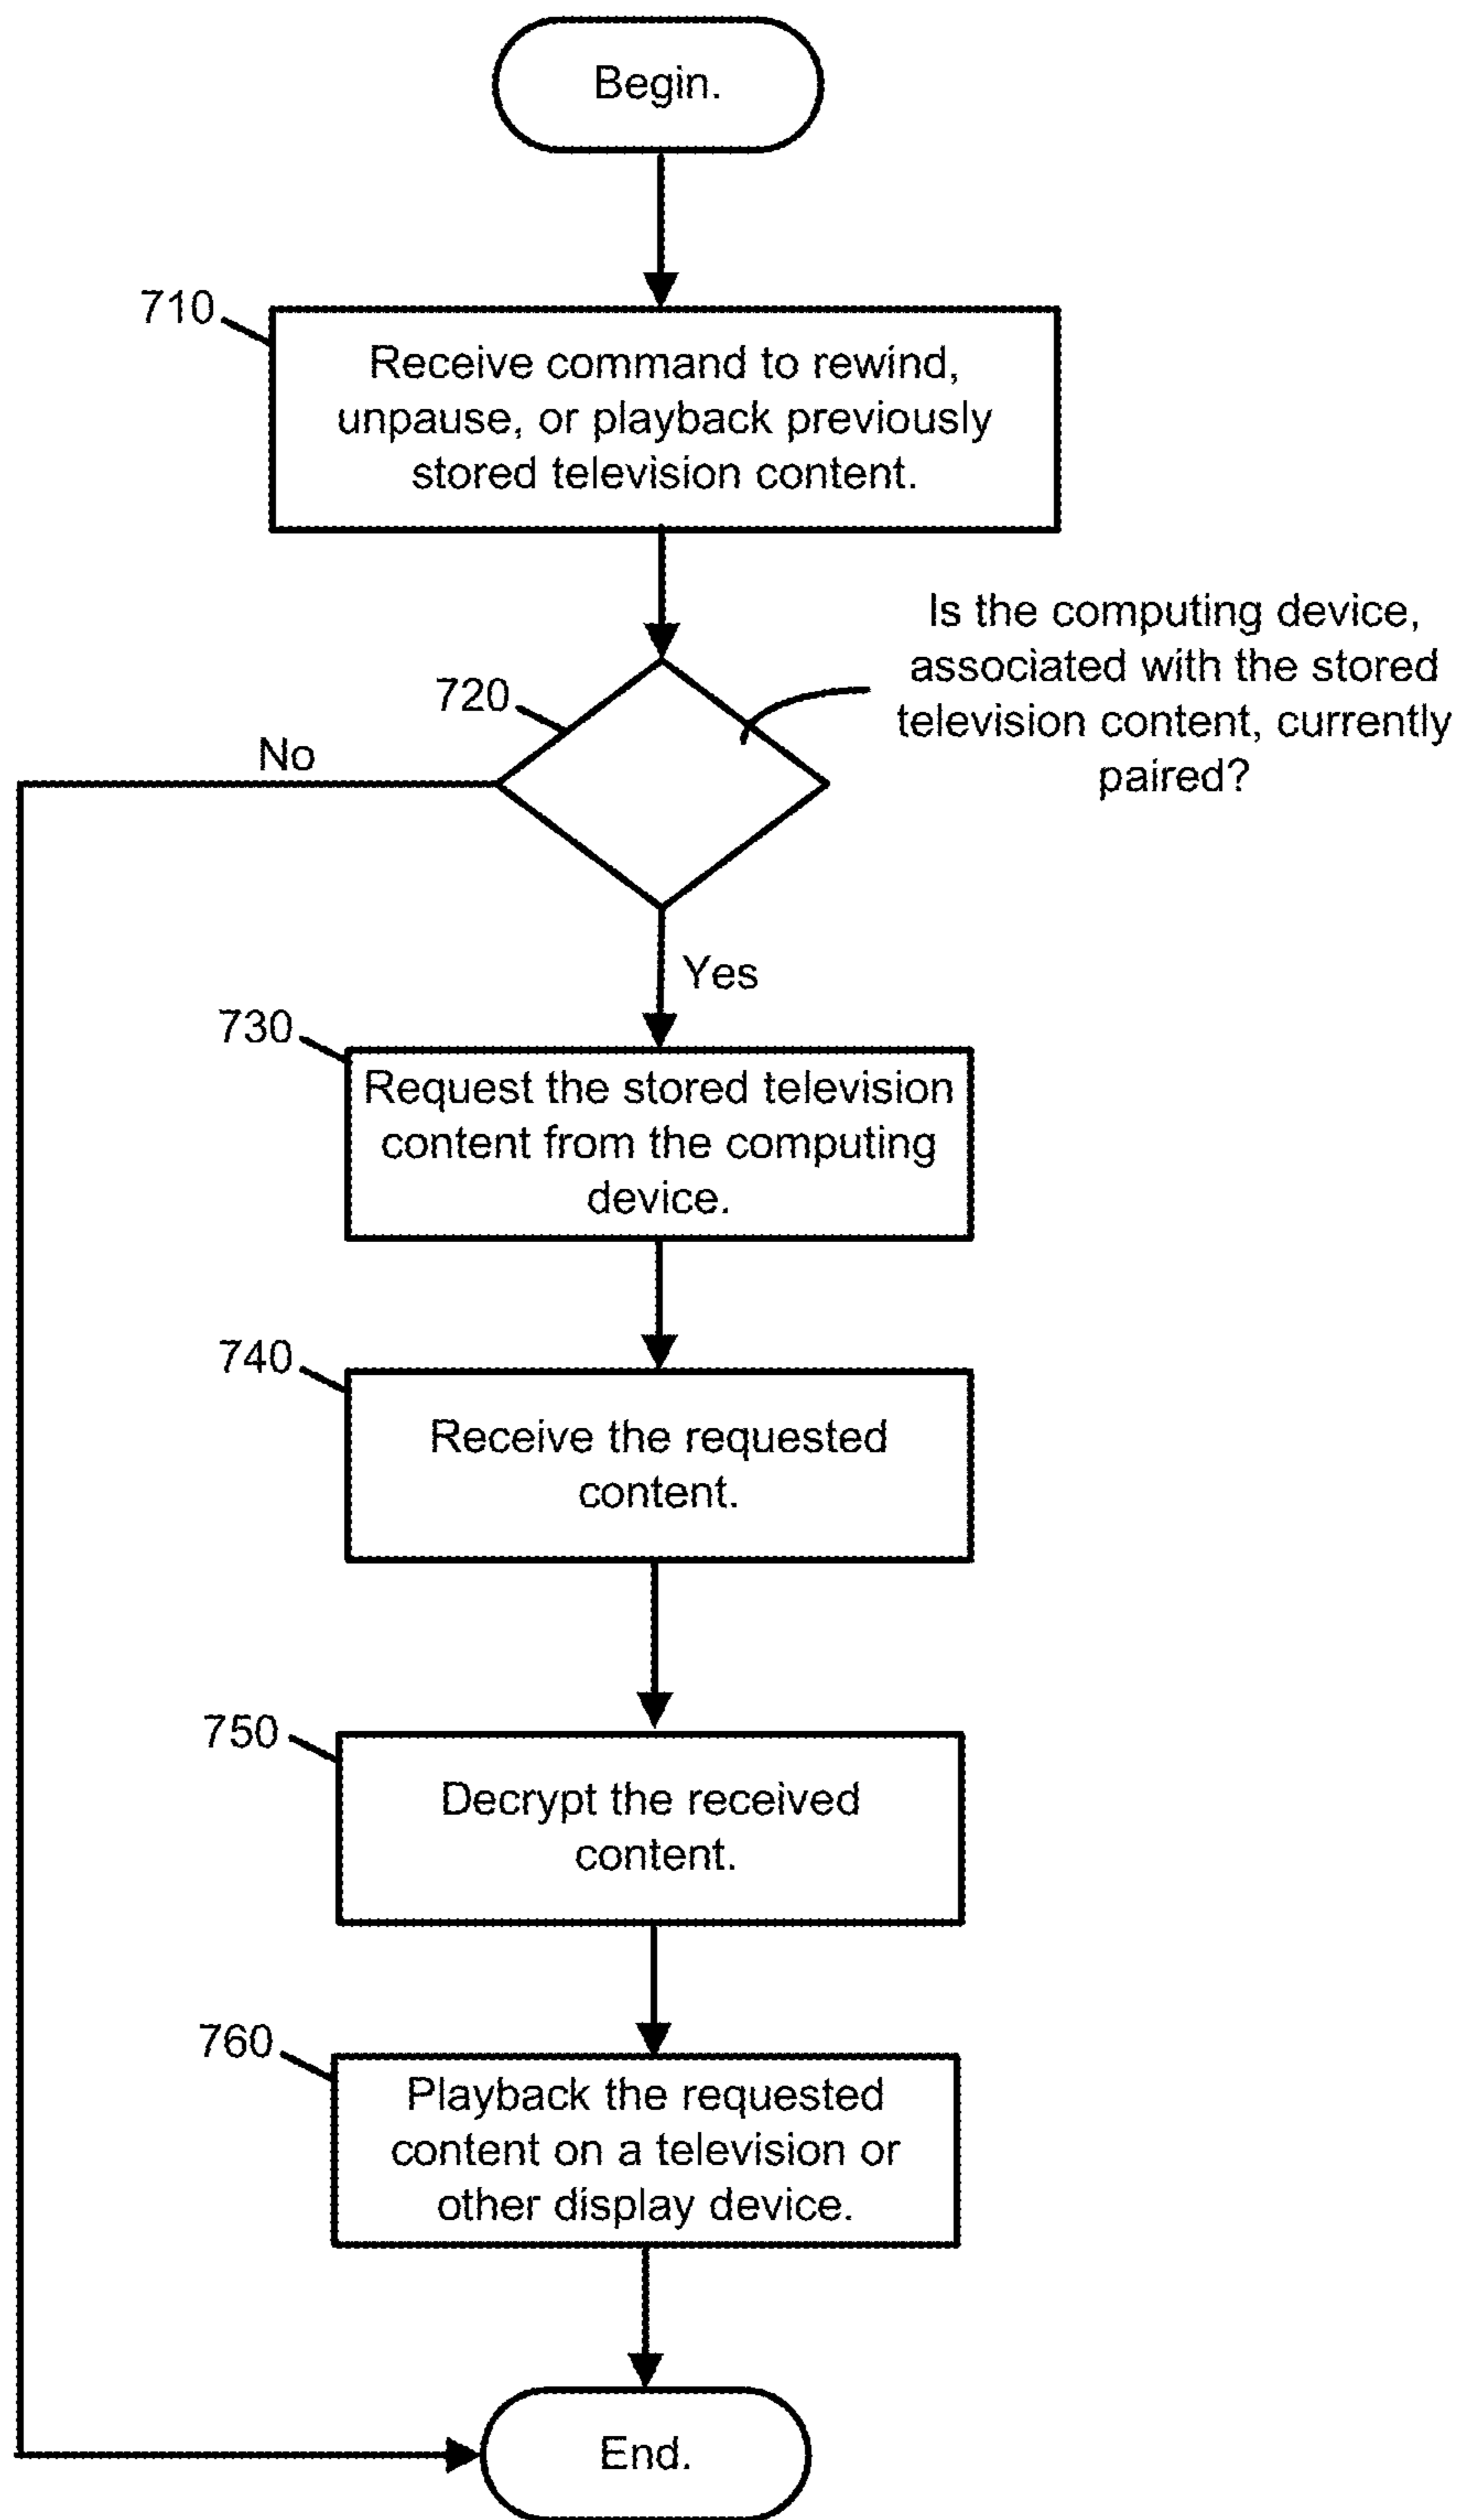 Begin.
710
Receive command to rewind,
unpause, or playback previously
stored television content.
Is the computing device,
associated with the stored
television content, currently
paired?
720
No
Yes
730
Request the stored television
content from the computing
device.
740
Receive the requested
content.
750
Decrypt the received
content.
760
Playback the requested
content on a television or
other display device.
End.